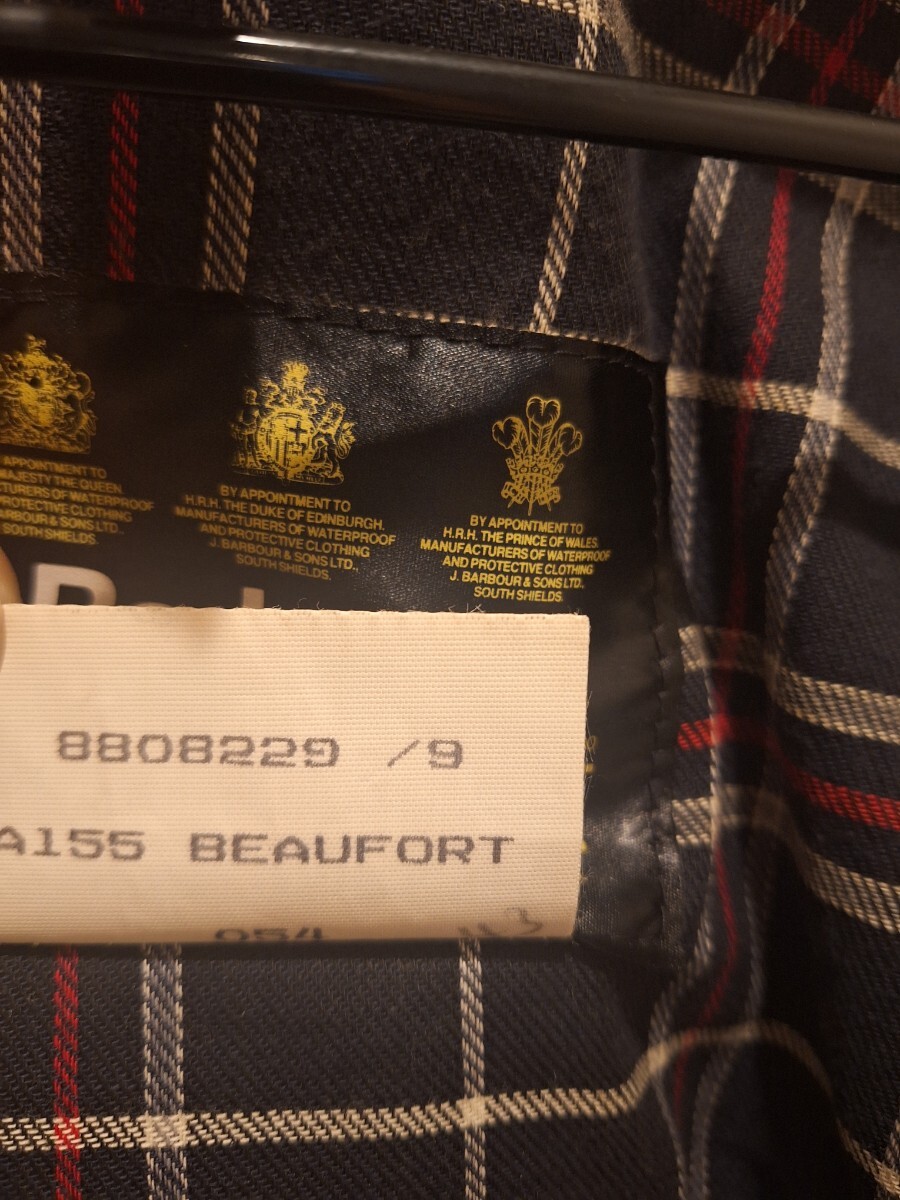 APPOINTMENT TO
MAJESTY THE QUEEN.
TURERS OF WATERPROOF
PROTECTIVE CLOTHING
BOUR & SONS LTD.
SOUTH SHIELDS.
BY APPOINTMENT TO
H.R.H. THE DUKE OF EDINBURGH.
MANUFACTURERS OF WATERPROOF
AND PROTECTIVE CLOTHING
J. BARBOUR & SONS LTD.,
SOUTH SHIELDS.
BY APPOINTMENT TO
H.R.H. THE PRINCE OF WALES.
MANUFACTURERS OF WATERPROOF
AND PROTECTIVE CLOTHING
J. BARBOUR & SONS LTD.,
SOUTH SHIELDS.
8808229 /9
A155 BEAUFORT